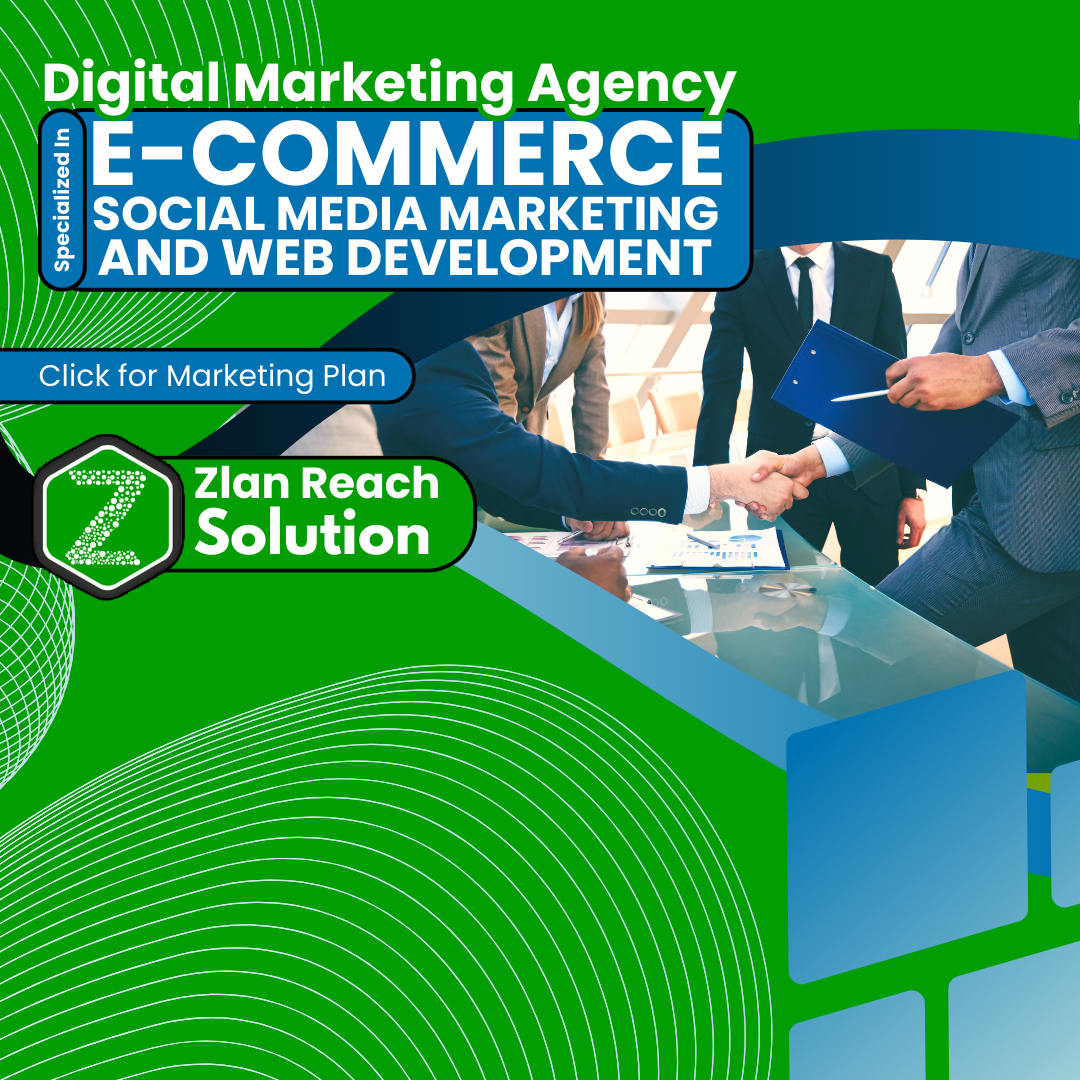 Digital Marketing Agency
Specialized In
E-COMMERCE
SOCIAL MEDIA MARKETING
AND WEB DEVELOPMENT
Click for Marketing Plan
Z
Zlan Reach
Solution